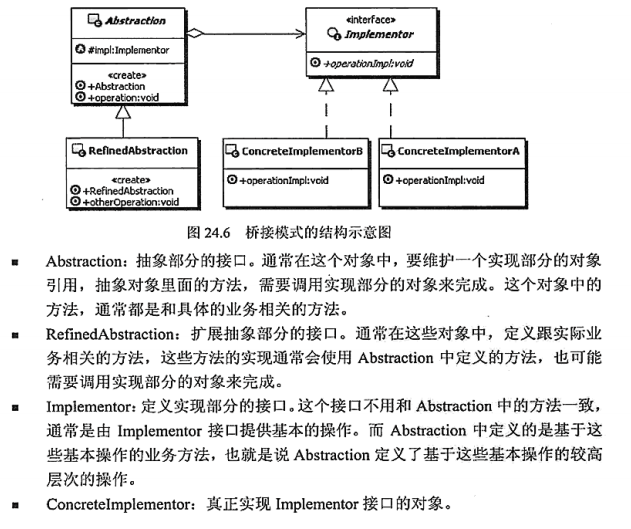 Abstraction
#impl:Implementor
«create»
+Abstraction
+operation:void
«interface»
Implementor
+operationImpl:void
RefinedAbstraction
«create»
+RefinedAbstraction
+otherOperation:void
ConcreteImplementorB
+operationImpl:void
ConcreteImplementorA
+operationImpl:void
图 24.6 桥接模式的结构示意图
■ Abstraction：抽象部分的接口。通常在这个对象中，要维护一个实现部分的对象
引用，抽象对象里面的方法，需要调用实现部分的对象来完成。这个对象中的
方法，通常都是和具体的业务相关的方法。
■ RefinedAbstraction：扩展抽象部分的接口。通常在这些对象中，定义跟实际业
务相关的方法，这些方法的实现通常会使用 Abstraction 中定义的方法，也可能
需要调用实现部分的对象来完成。
■ Implementor：定义实现部分的接口。这个接口不用和 Abstraction 中的方法一致，
通常是由 Implementor 接口提供基本的操作。而 Abstraction 中定义的是基于这
些基本操作的业务方法，也就是说 Abstraction 定义了基于这些基本操作的较高
层次的操作。
■ ConcreteImplementor：真正实现 Implementor 接口的对象。